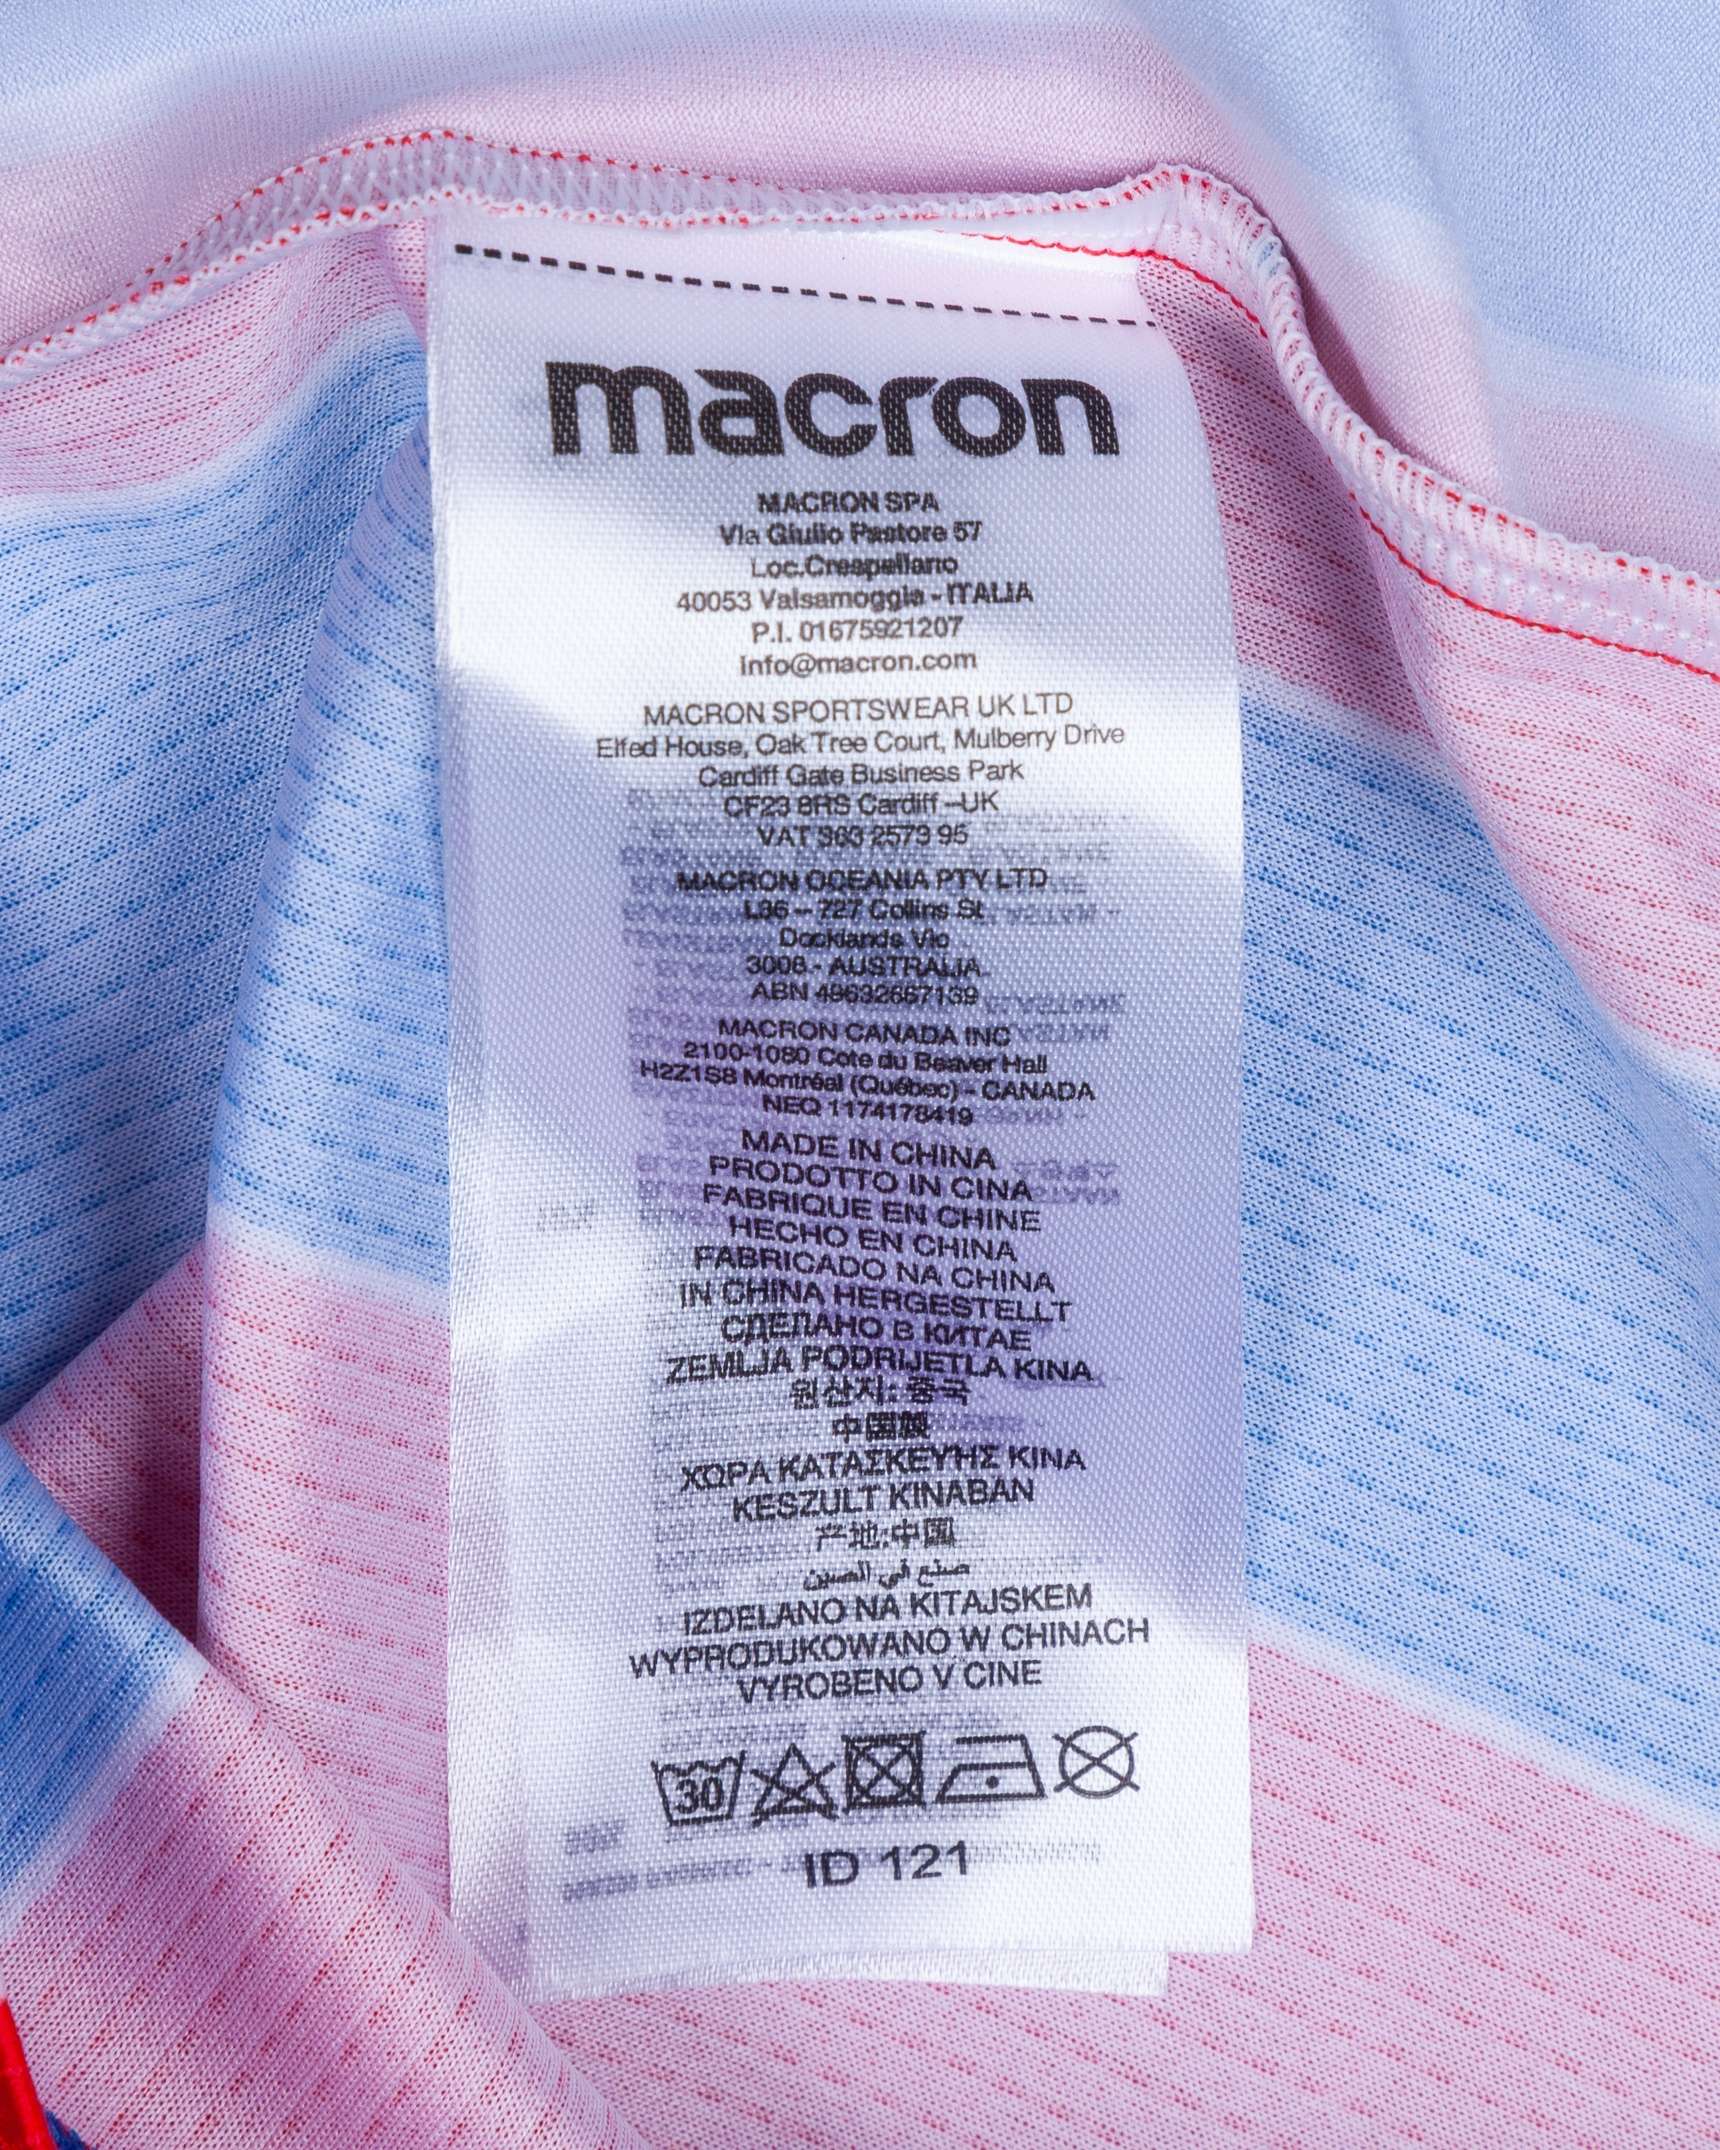 macron
MACRON SPA
Via Giulio Pastore 57
Loc.Crespellano
40053 Valsamoggia - ITALIA
P.I. 01675921207
info@macron.com
MACRON SPORTSWEAR UK LTD
Elfed House, Oak Tree Court, Mulberry Drive
Cardiff Gate Business Park
CF23 8RS Cardiff –UK
VAT 363 2573 95
MACRON OCEANIA PTY LTD
L36 – 727 Collins St
Docklands Vic
3008 - AUSTRALIA
ABN 49632667139
MACRON CANADA INC
2100-1080 Cote du Beaver Hall
H2Z1S8 Montréal (Québec) - CANADA
NEQ 1174178419
MADE IN CHINA
PRODOTTO IN CINA
FABRIQUE EN CHINE
HECHO EN CHINA
FABRICADO NA CHINA
IN CHINA HERGESTELLT
СДЕЛАНО В КИТАЕ
ZEMLJA PODRIJETLA KINA
원산지: 중국
中国製
ΧΩΡΑ ΚΑΤΑΣΚΕΥΉΣ ΚΙΝΑ
KESZULT KINABAN
产地:中国
صنع في الصين
IZDELANO NA KITAJSKEM
WYPRODUKOWANO W CHINACH
VYROBENO V CINE
30
ID 121